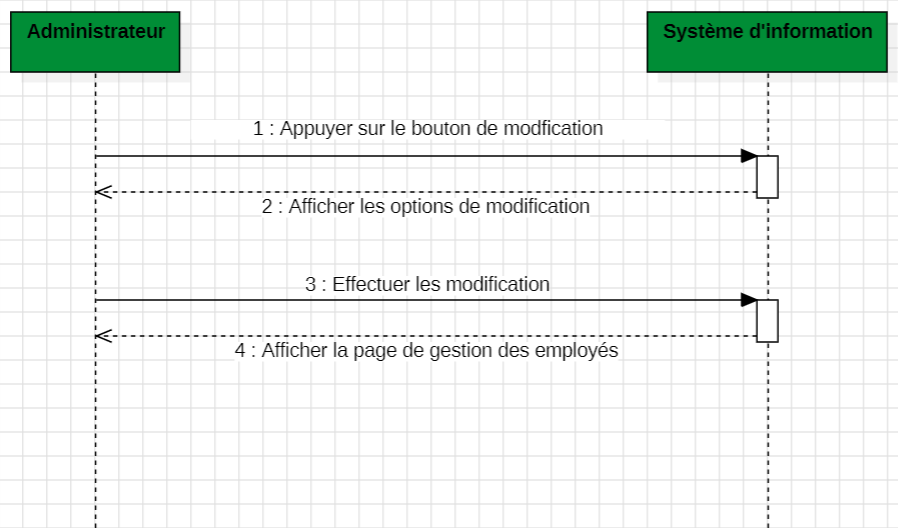 Administrateur
Système d'information
1 : Appuyer sur le bouton de modfication
2 : Afficher les options de modification
3 : Effectuer les modification
4 : Afficher la page de gestion des employés